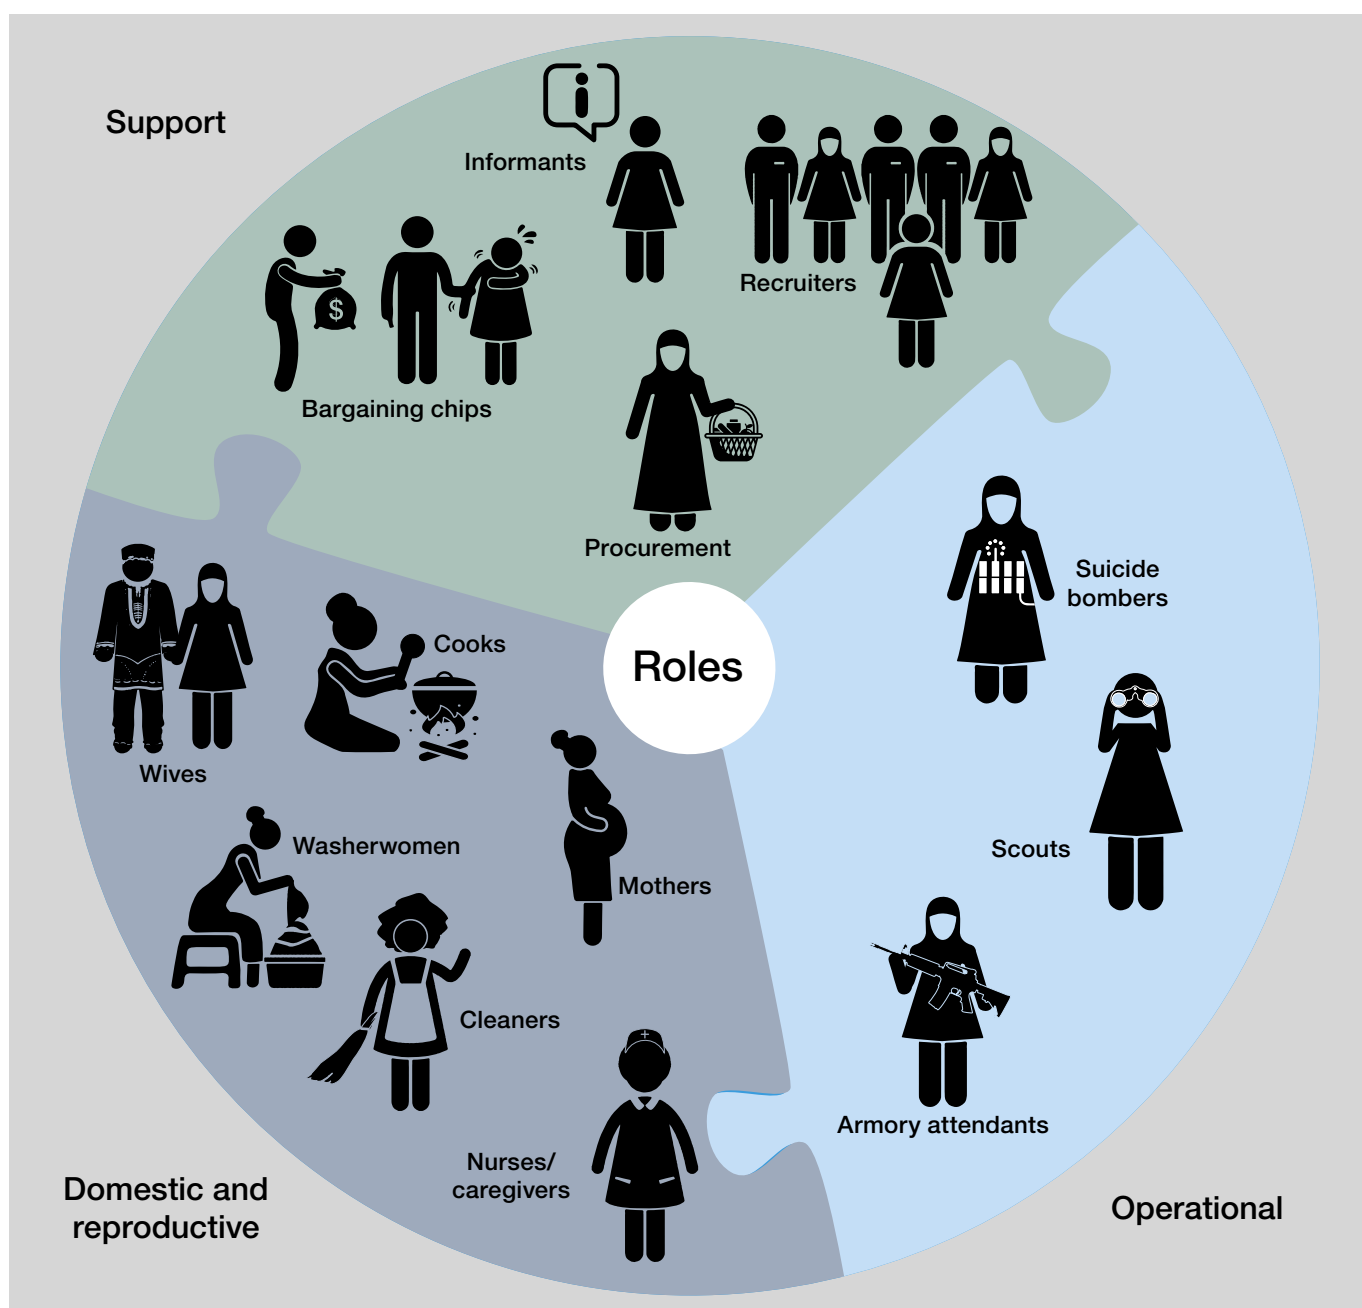 Support
i
Informants
Recruiters
$
Bargaining chips
Procurement
Roles
Suicide
bombers
Scouts
Armory attendants
Operational
Wives
Cooks
Washerwomen
Mothers
Cleaners
Nurses/
caregivers
Domestic and
reproductive